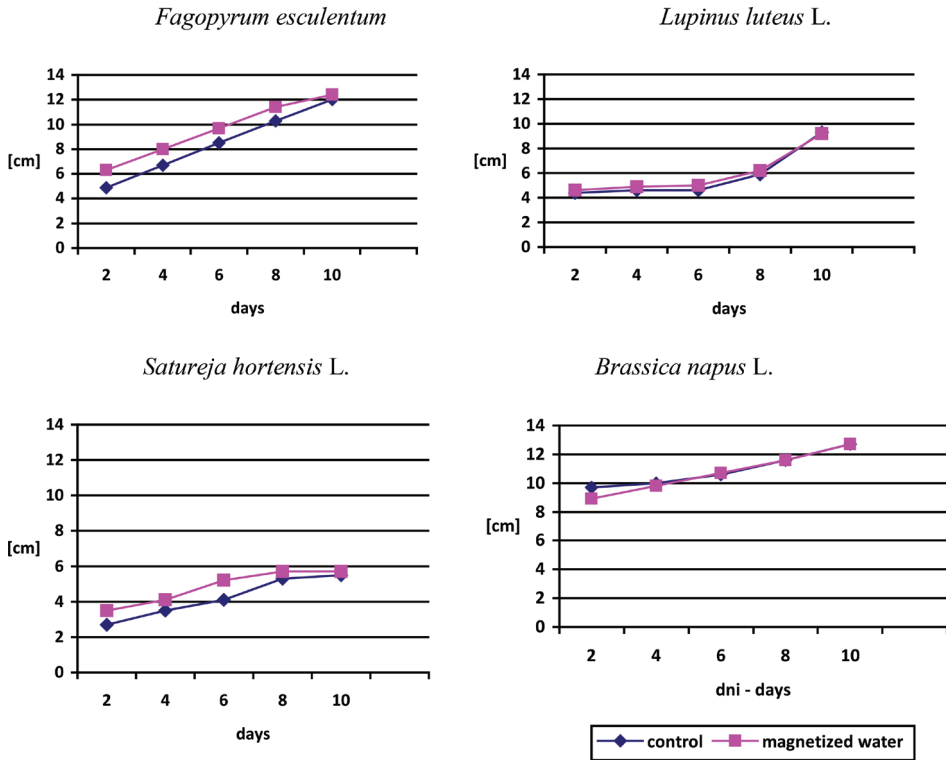 Fagopyrum esculentum
14
12
10
8
6
4
2
0
[cm]
2 4 6 8 10
days
Lupinus luteus L.
14
12
10
8
6
4
2
0
[cm]
2 4 6 8 10
days
Satureja hortensis L.
14
12
10
8
6
4
2
0
[cm]
2 4 6 8 10
days
Brassica napus L.
14
12
10
8
6
4
2
0
[cm]
2 4 6 8 10
dni - days
control magnetized water